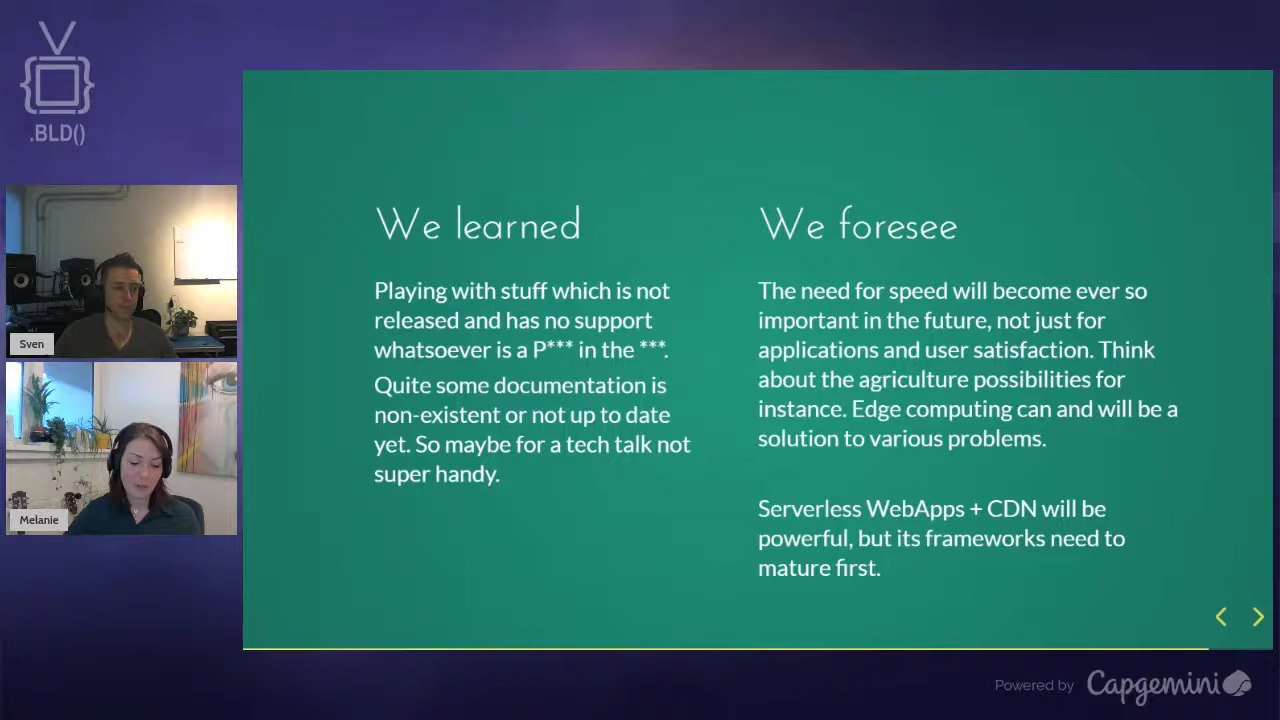 .BLD()
Sven
Melanie
We learned
Playing with stuff which is not
released and has no support
whatsoever is a P*** in the ***.
Quite some documentation is
non-existent or not up to date
yet. So maybe for a tech talk not
super handy.
We foresee
The need for speed will become ever so
important in the future, not just for
applications and user satisfaction. Think
about the agriculture possibilities for
instance. Edge computing can and will be a
solution to various problems.
Serverless WebApps + CDN will be
powerful, but its frameworks need to
mature first.
Powered by Capgemini